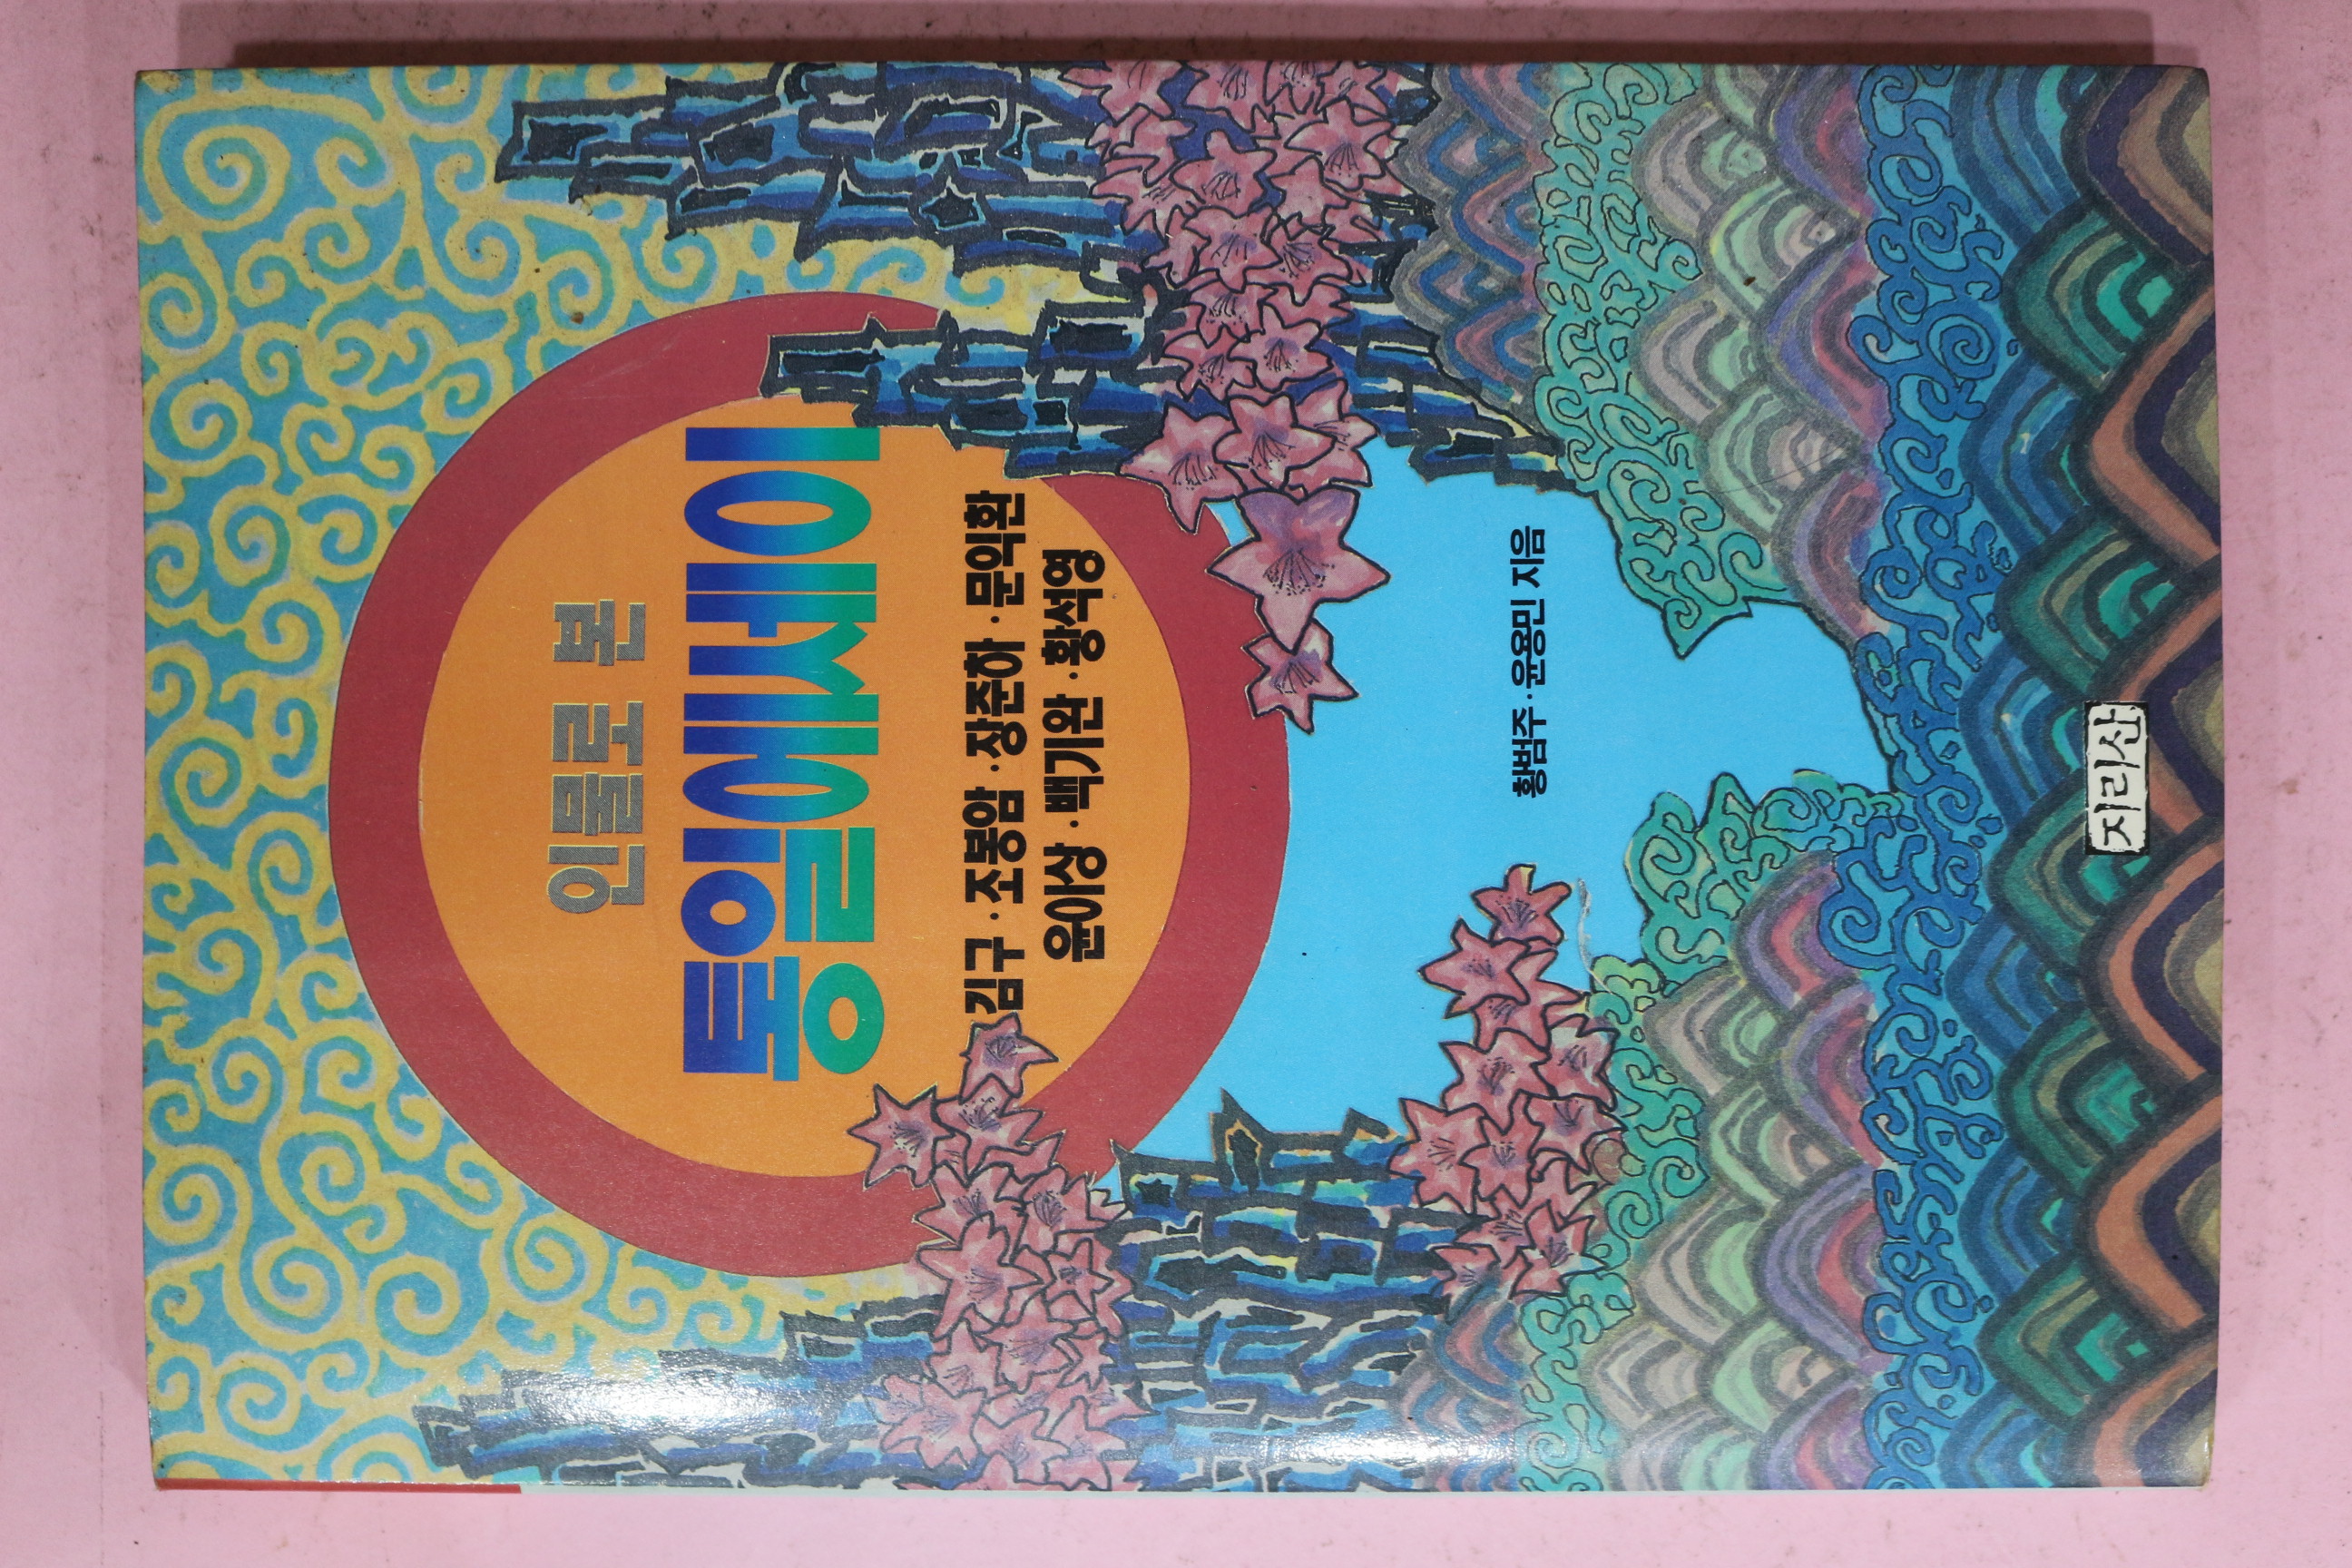 인물로 본
통일에세이
김구·조봉암·장준하·문익환
윤이상·백기완·황석영
황범주·윤용민 지음
지리산